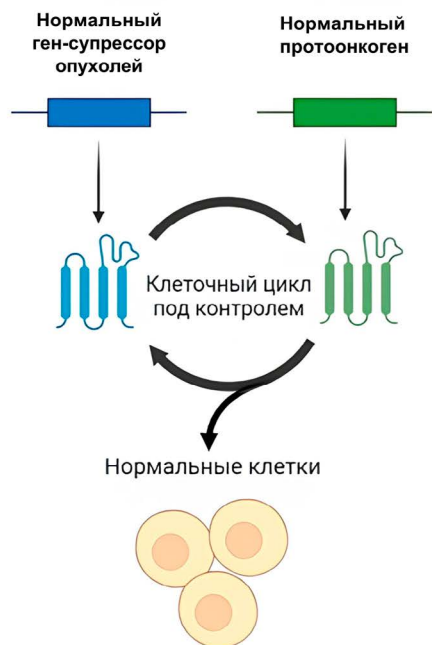 Нормальный
ген-супрессор
опухолей
Нормальный
протоонкоген
Клеточный цикл
под контролем
Нормальные клетки